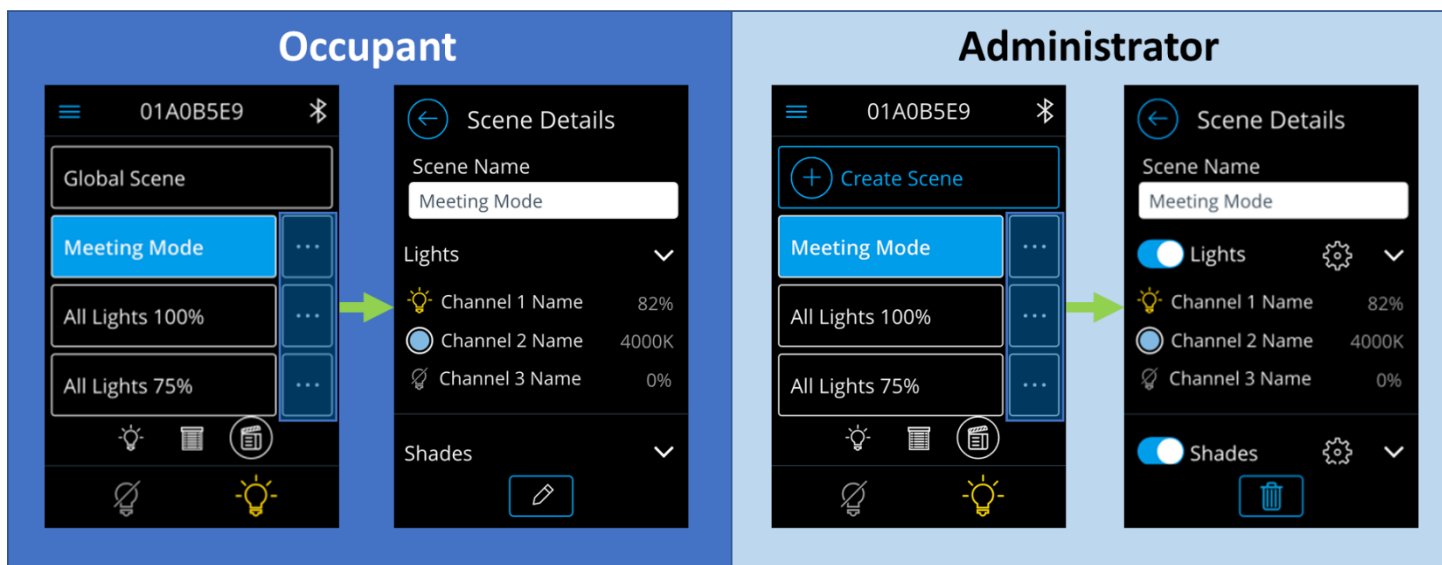 Occupant
01A0B5E9
Global Scene
Meeting Mode
...
All Lights 100%
...
All Lights 75%
...
Scene Details
Scene Name
Meeting Mode
Lights
Channel 1 Name 82%
Channel 2 Name 4000K
Channel 3 Name 0%
Shades
Administrator
01A0B5E9
Create Scene
Meeting Mode
...
All Lights 100%
...
All Lights 75%
...
Scene Details
Scene Name
Meeting Mode
Lights
Channel 1 Name 82%
Channel 2 Name 4000K
Channel 3 Name 0%
Shades